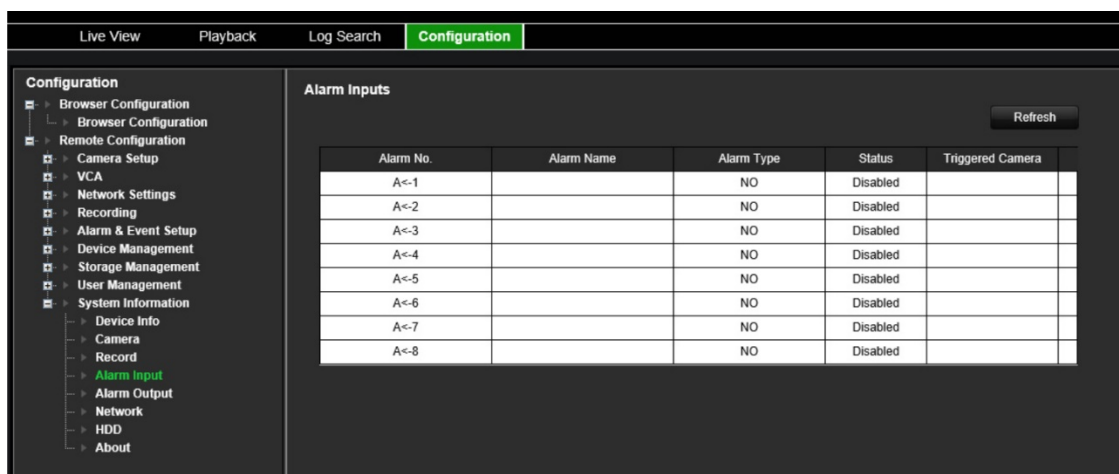 Live View Playback Log Search Configuration
Configuration
Browser Configuration
Browser Configuration
Remote Configuration
Camera Setup
VCA
Network Settings
Recording
Alarm & Event Setup
Device Management
Storage Management
User Management
System Information
Device Info
Camera
Record
Alarm Input
Alarm Output
Network
HDD
About
Alarm Inputs
Refresh
Alarm No. Alarm Name Alarm Type Status Triggered Camera
A<-1 NO Disabled
A<-2 NO Disabled
A<-3 NO Disabled
A<-4 NO Disabled
A<-5 NO Disabled
A<-6 NO Disabled
A<-7 NO Disabled
A<-8 NO Disabled